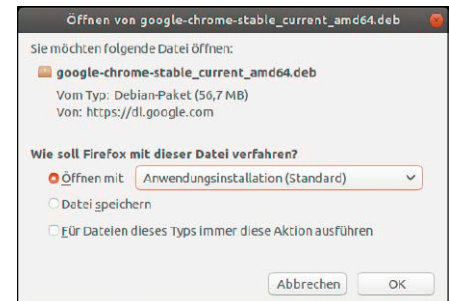 Öffnen von google-chrome-stable_current_amd64.deb
Sie möchten folgende Datei öffnen:
google-chrome-stable_current_amd64.deb
Vom Typ: Debian-Paket (56,7 MB)
Von: https://dl.google.com
Wie soll Firefox mit dieser Datei verfahren?
Öffnen mit Anwendungsinstallation (Standard)
Datei speichern
Für Dateien dieses Typs immer diese Aktion ausführen
Abbrechen OK